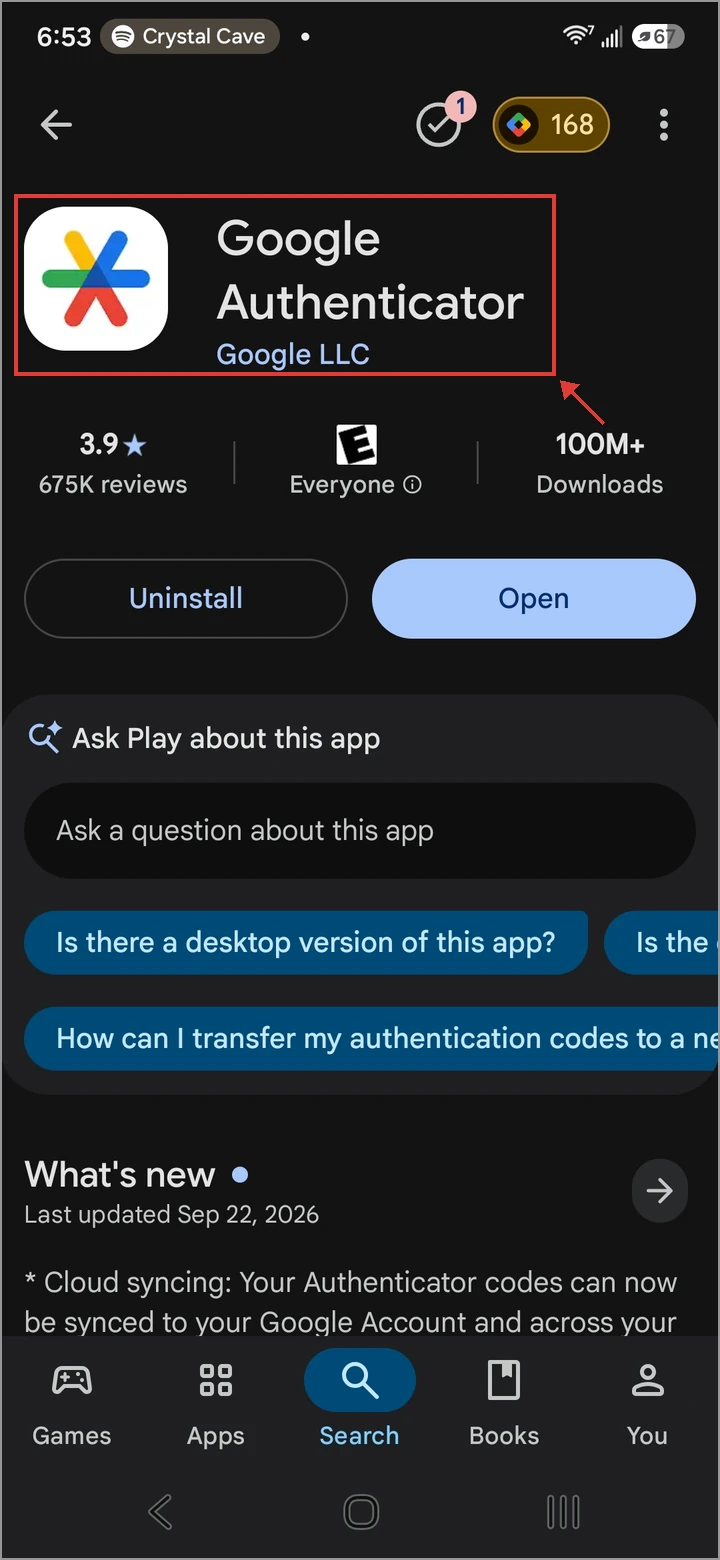 6:53 Crystal Cave 67
1
168
Google
Authenticator
Google LLC
3.9★ E 100M+
675K reviews Everyone Downloads
Uninstall Open
Ask Play about this app
Ask a question about this app
Is there a desktop version of this app? Is the
How can I transfer my authentication codes to a ne
What's new
Last updated Sep 22, 2026
* Cloud syncing: Your Authenticator codes can now
be synced to your Google Account and across your
Games Apps Search Books You